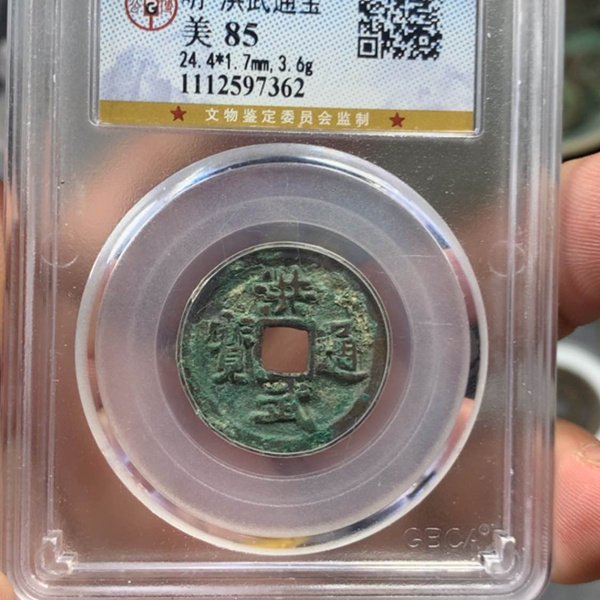 明 洪武通宝
美 85
24.4*1.7mm, 3.6g
1112597362
★ 文物鉴定委员会监制 ★
洪武通寳
GBCA